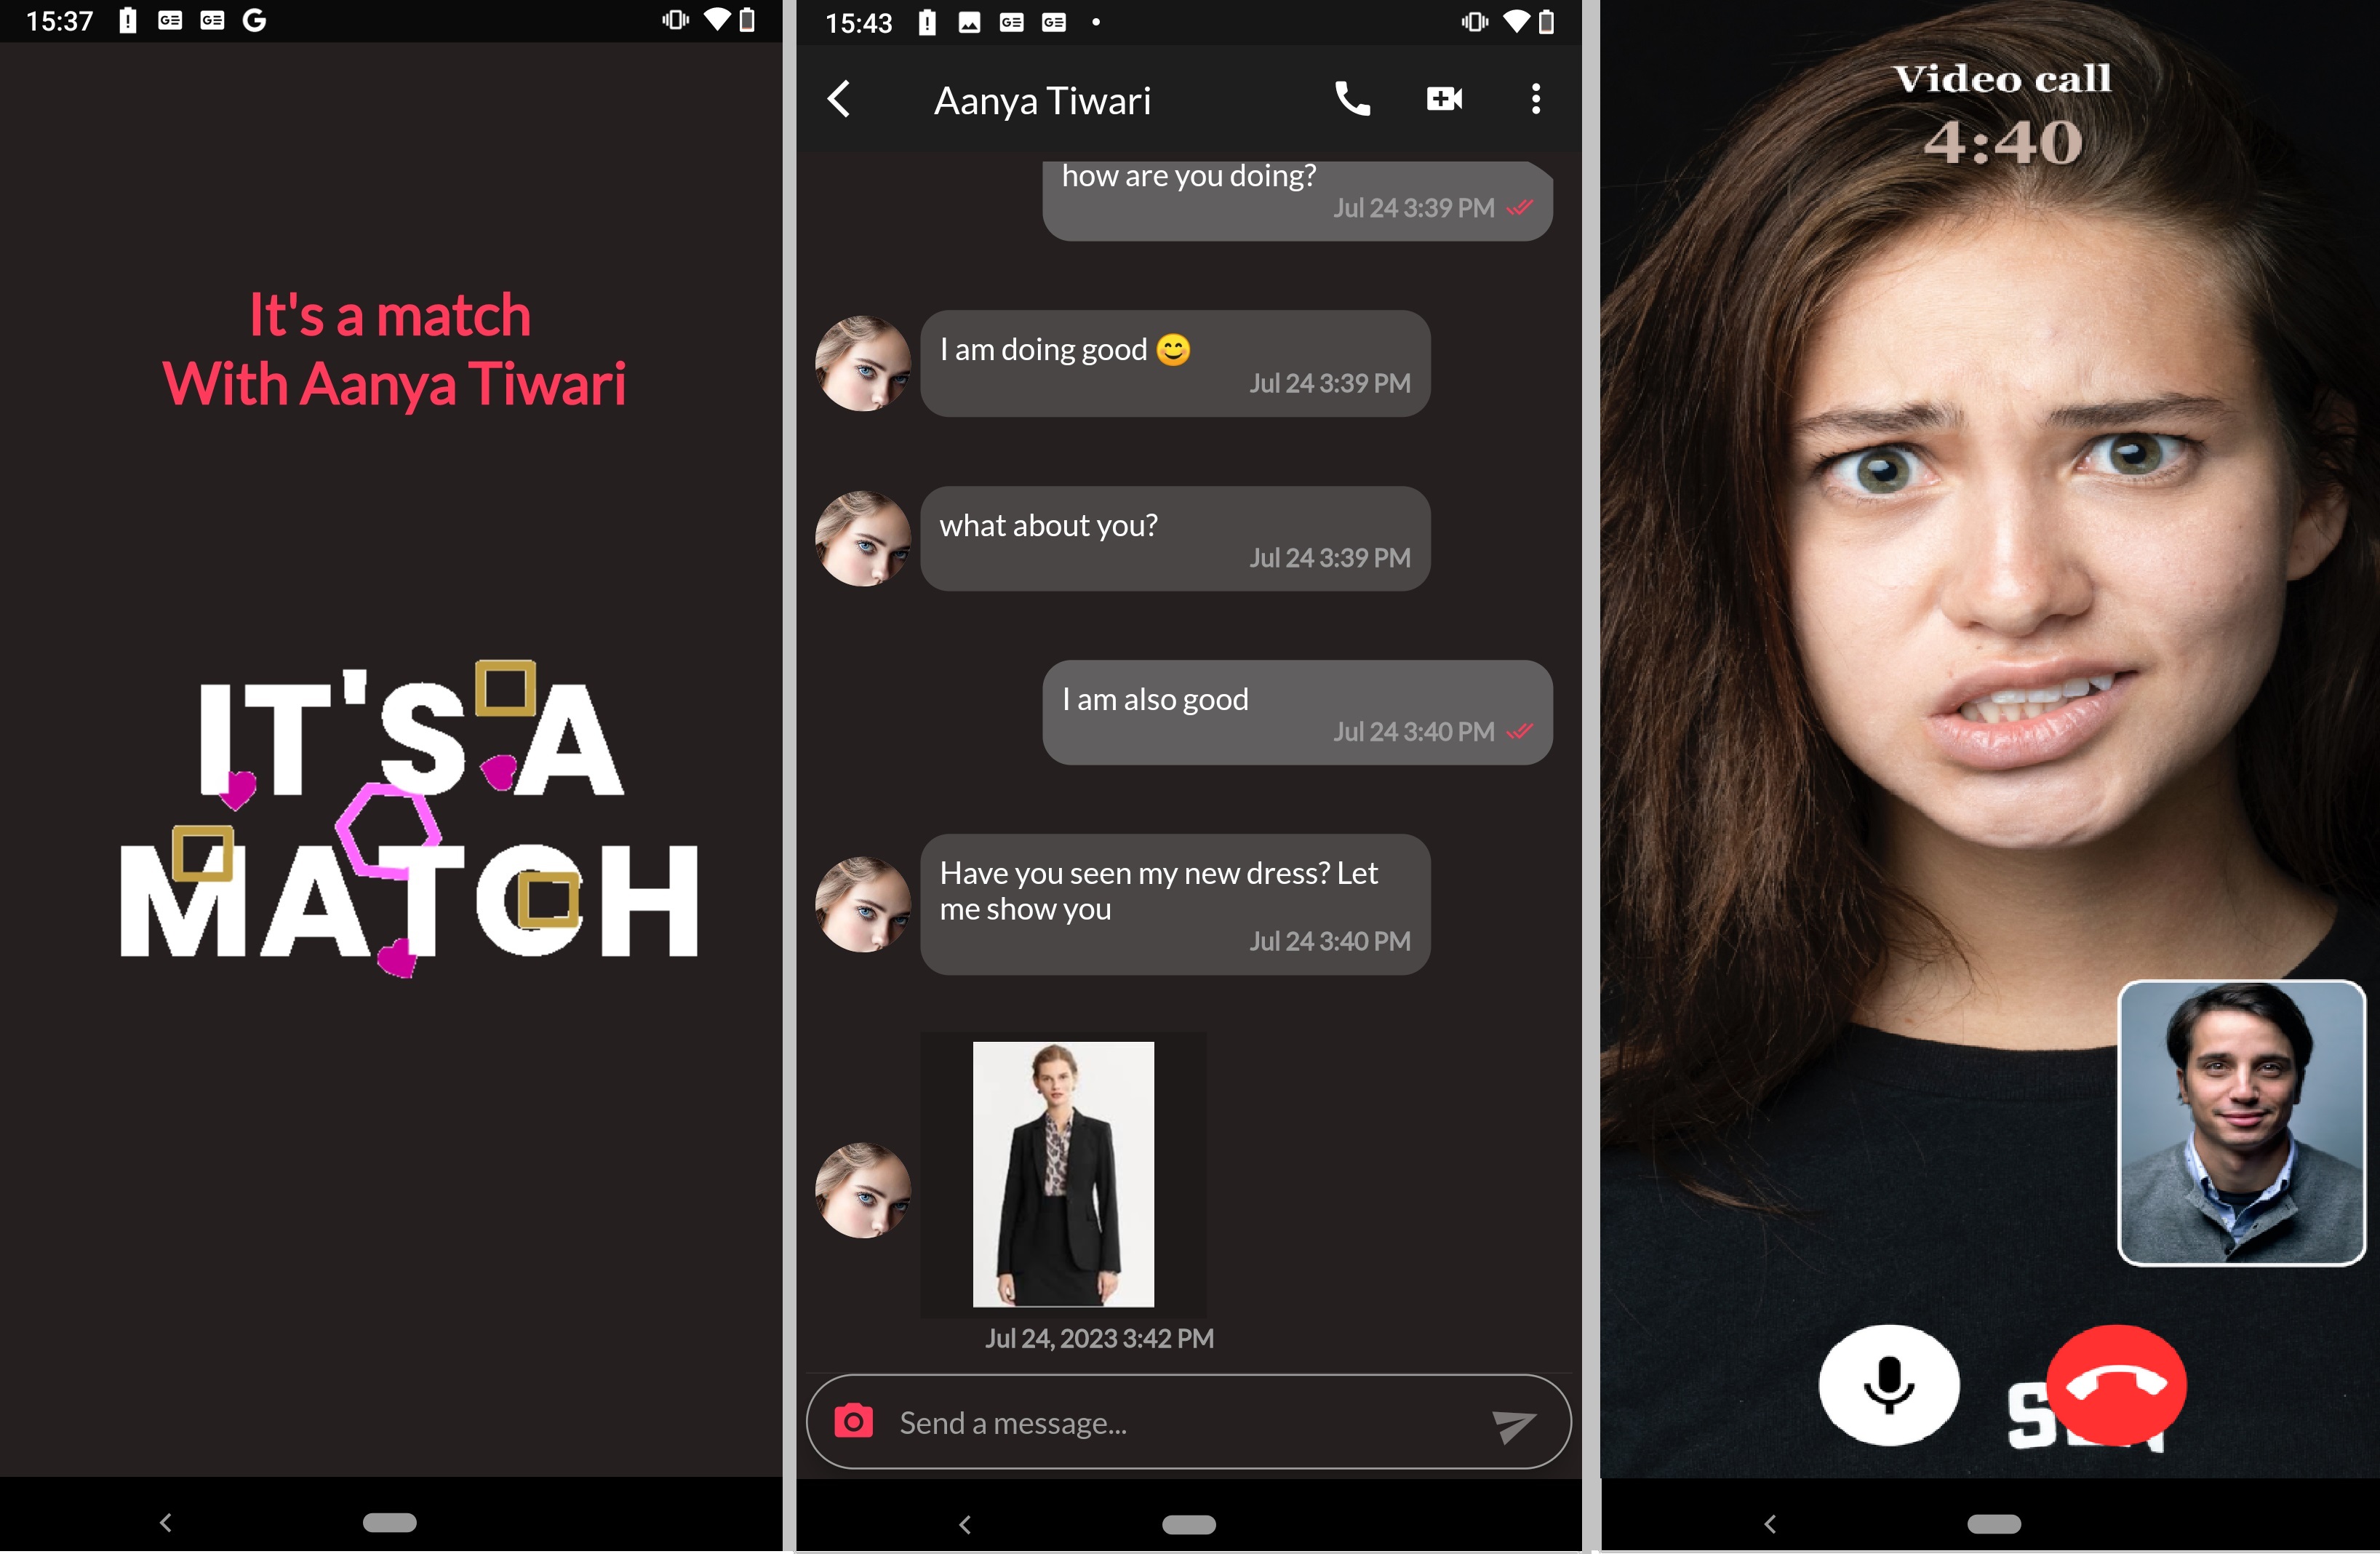 15:37
It's a match
With Aanya Tiwari
IT'S A
MATCH
15:43
Aanya Tiwari
how are you doing?
Jul 24 3:39 PM
I am doing good 😊
Jul 24 3:39 PM
what about you?
Jul 24 3:39 PM
I am also good
Jul 24 3:40 PM
Have you seen my new dress? Let
me show you
Jul 24 3:40 PM
Jul 24, 2023 3:42 PM
Send a message...
Video call
4:40